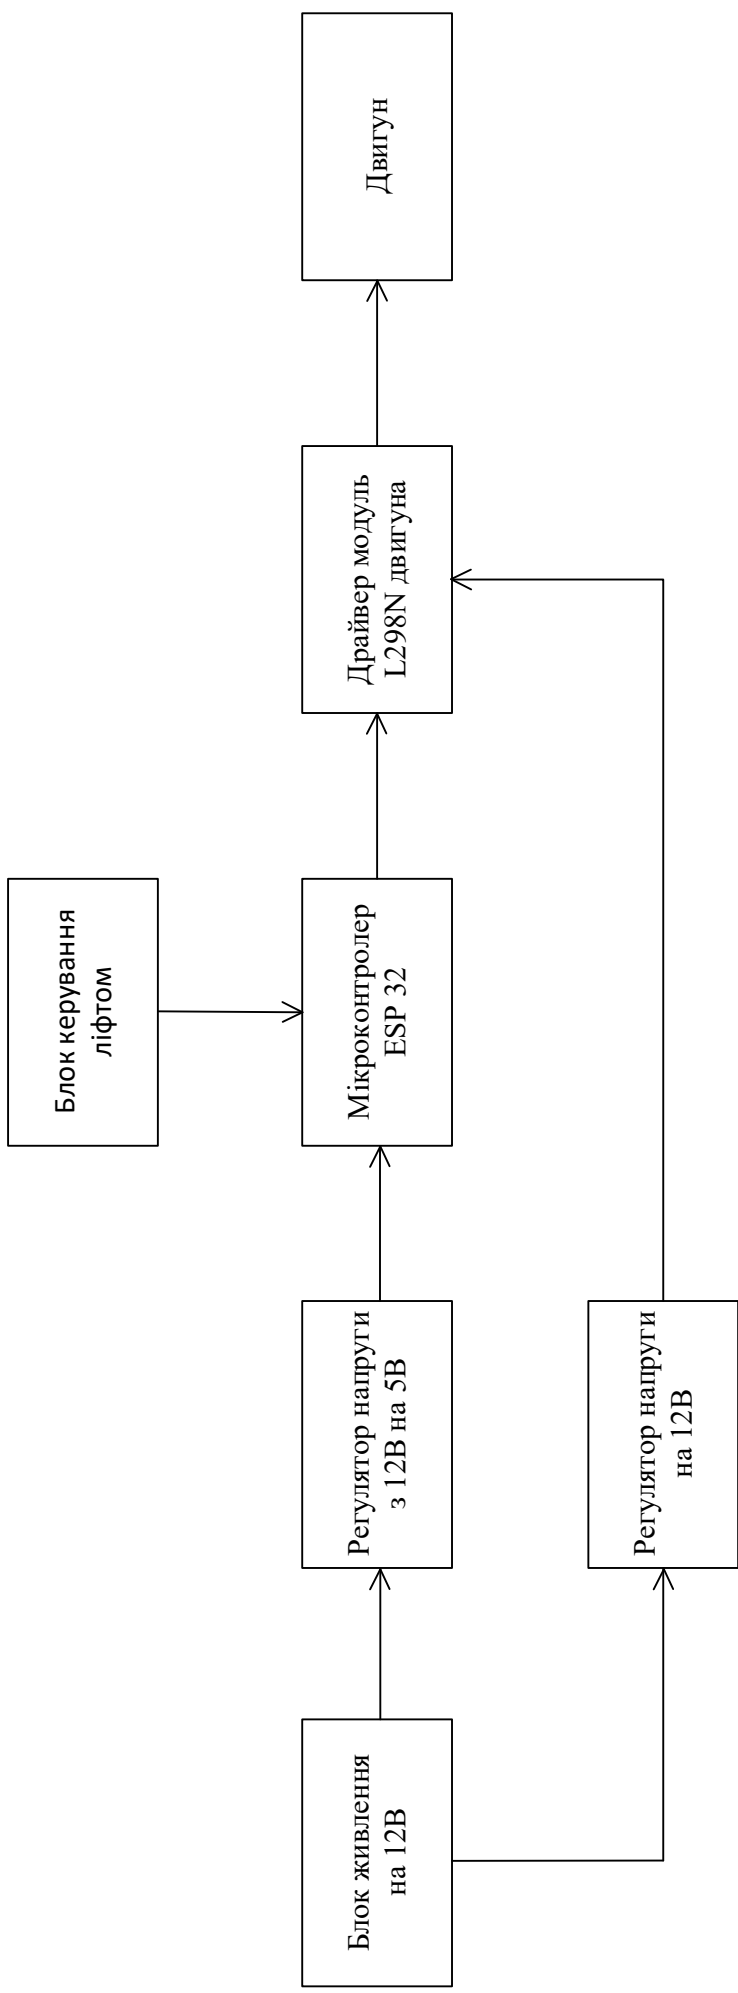 Блок керування
ліфтом
Блок живлення
на 12В
Регулятор напруги
з 12В на 5В
Мікроконтролер
ESP 32
Драйвер модуль
L298N двигуна
Двигун
Регулятор напруги
на 12В